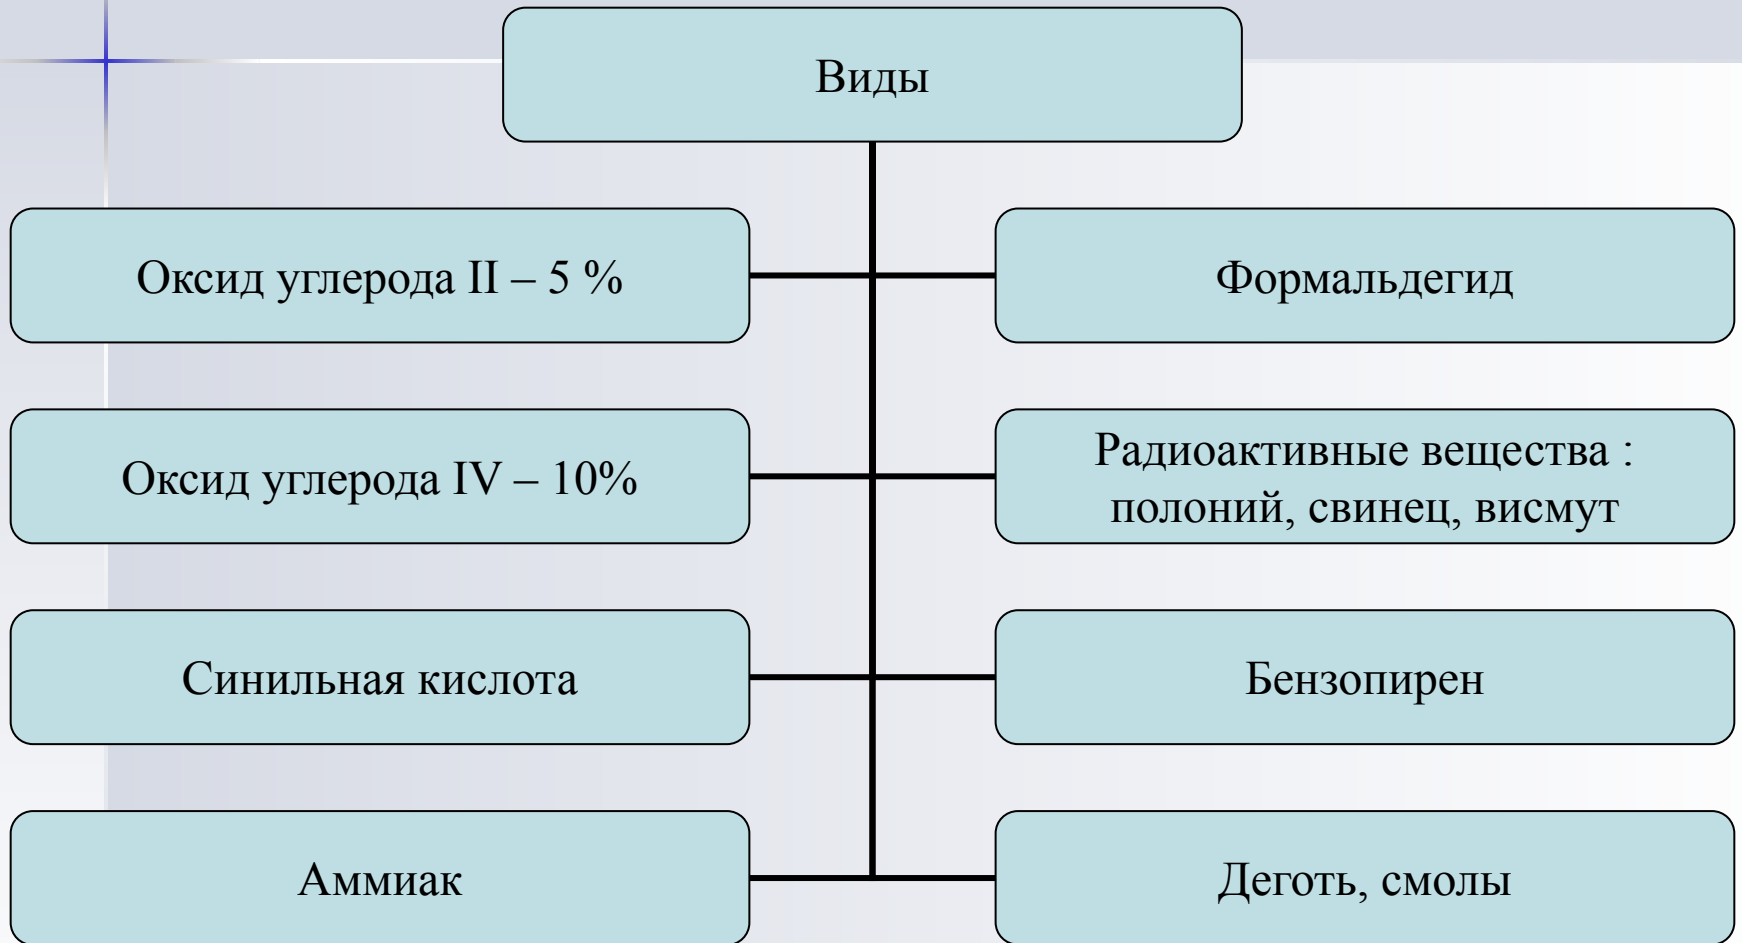 Виды
Оксид углерода II – 5 %
Формальдегид
Оксид углерода IV – 10%
Радиоактивные вещества :
полоний, свинец, висмут
Синильная кислота
Бензопирен
Аммиак
Деготь, смолы